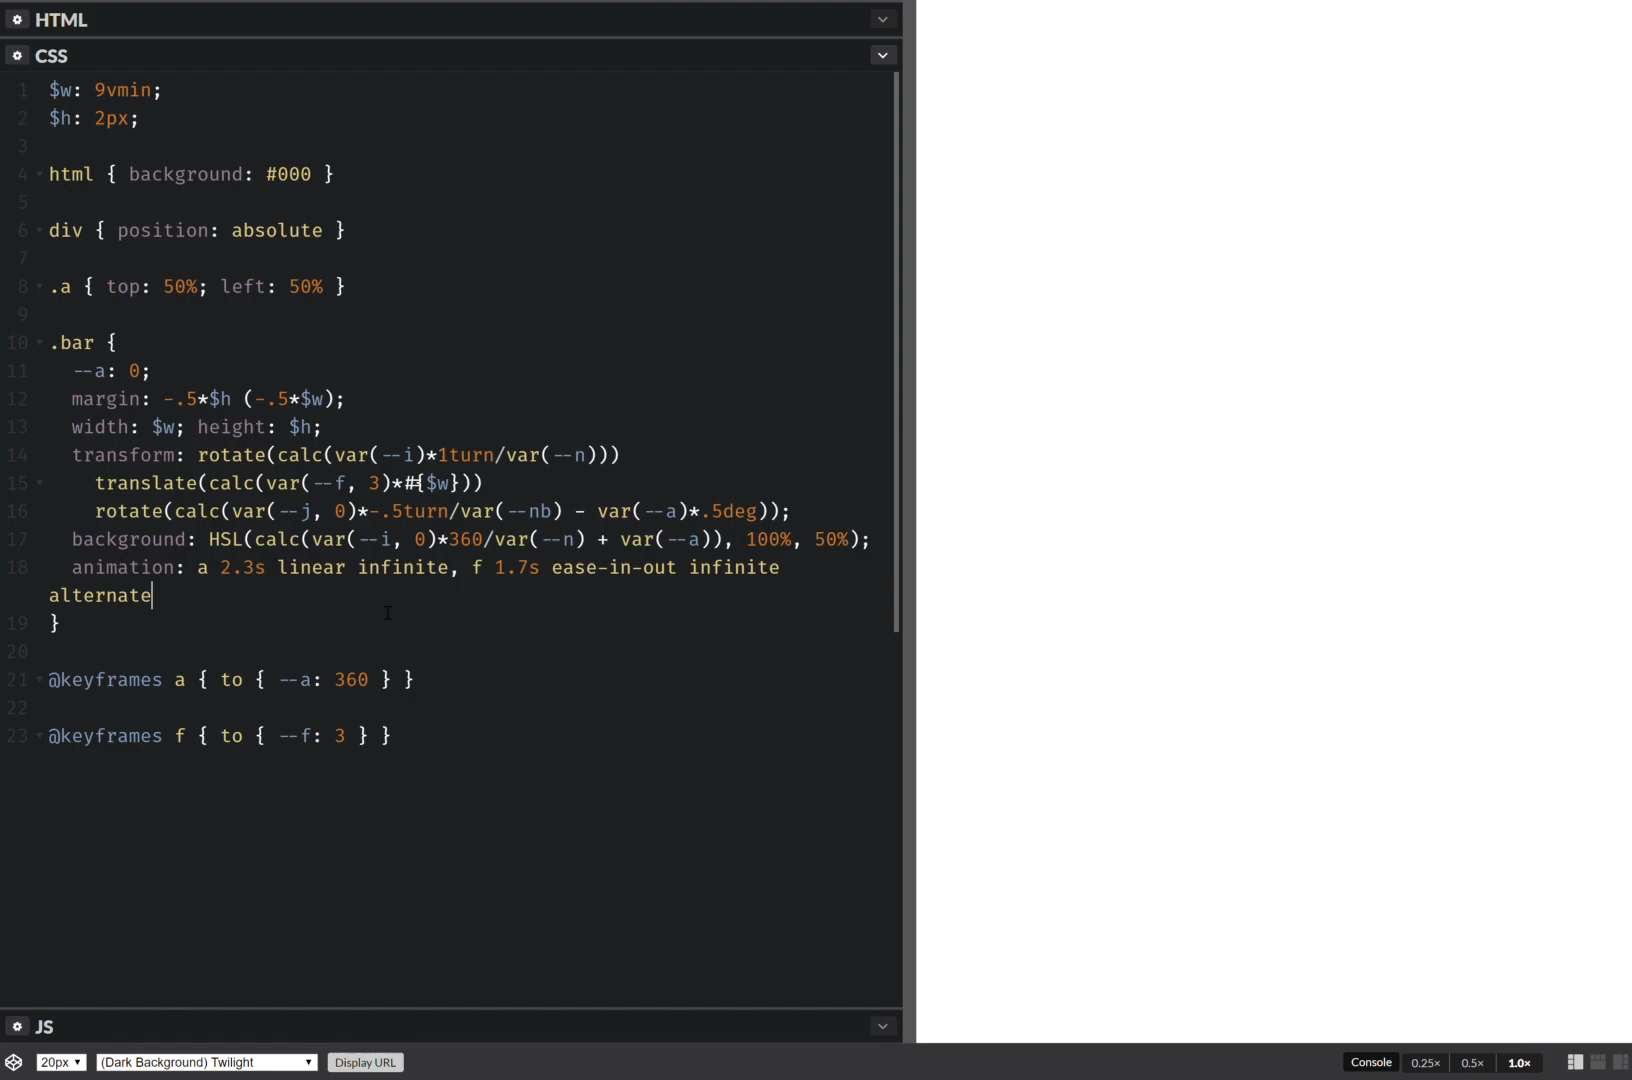 HTML
CSS
1 $w: 9vmin;
2 $h: 2px;
3
4 html { background: #000 }
5
6 div { position: absolute }
7
8 .a { top: 50%; left: 50% }
9
10 .bar {
11 --a: 0;
12 margin: -.5*$h (-.5*$w);
13 width: $w; height: $h;
14 transform: rotate(calc(var(--i)*1turn/var(--n)))
15 translate(calc(var(--f, 3)*#{$w}))
16 rotate(calc(var(--j, 0)*-.5turn/var(--nb) - var(--a)*.5deg));
17 background: HSL(calc(var(--i, 0)*360/var(--n) + var(--a)), 100%, 50%);
18 animation: a 2.3s linear infinite, f 1.7s ease-in-out infinite
alternate
19 }
20
21 @keyframes a { to { --a: 360 } }
22
23 @keyframes f { to { --f: 3 } }
JS
20px (Dark Background) Twilight Display URL Console 0.25× 0.5× 1.0×